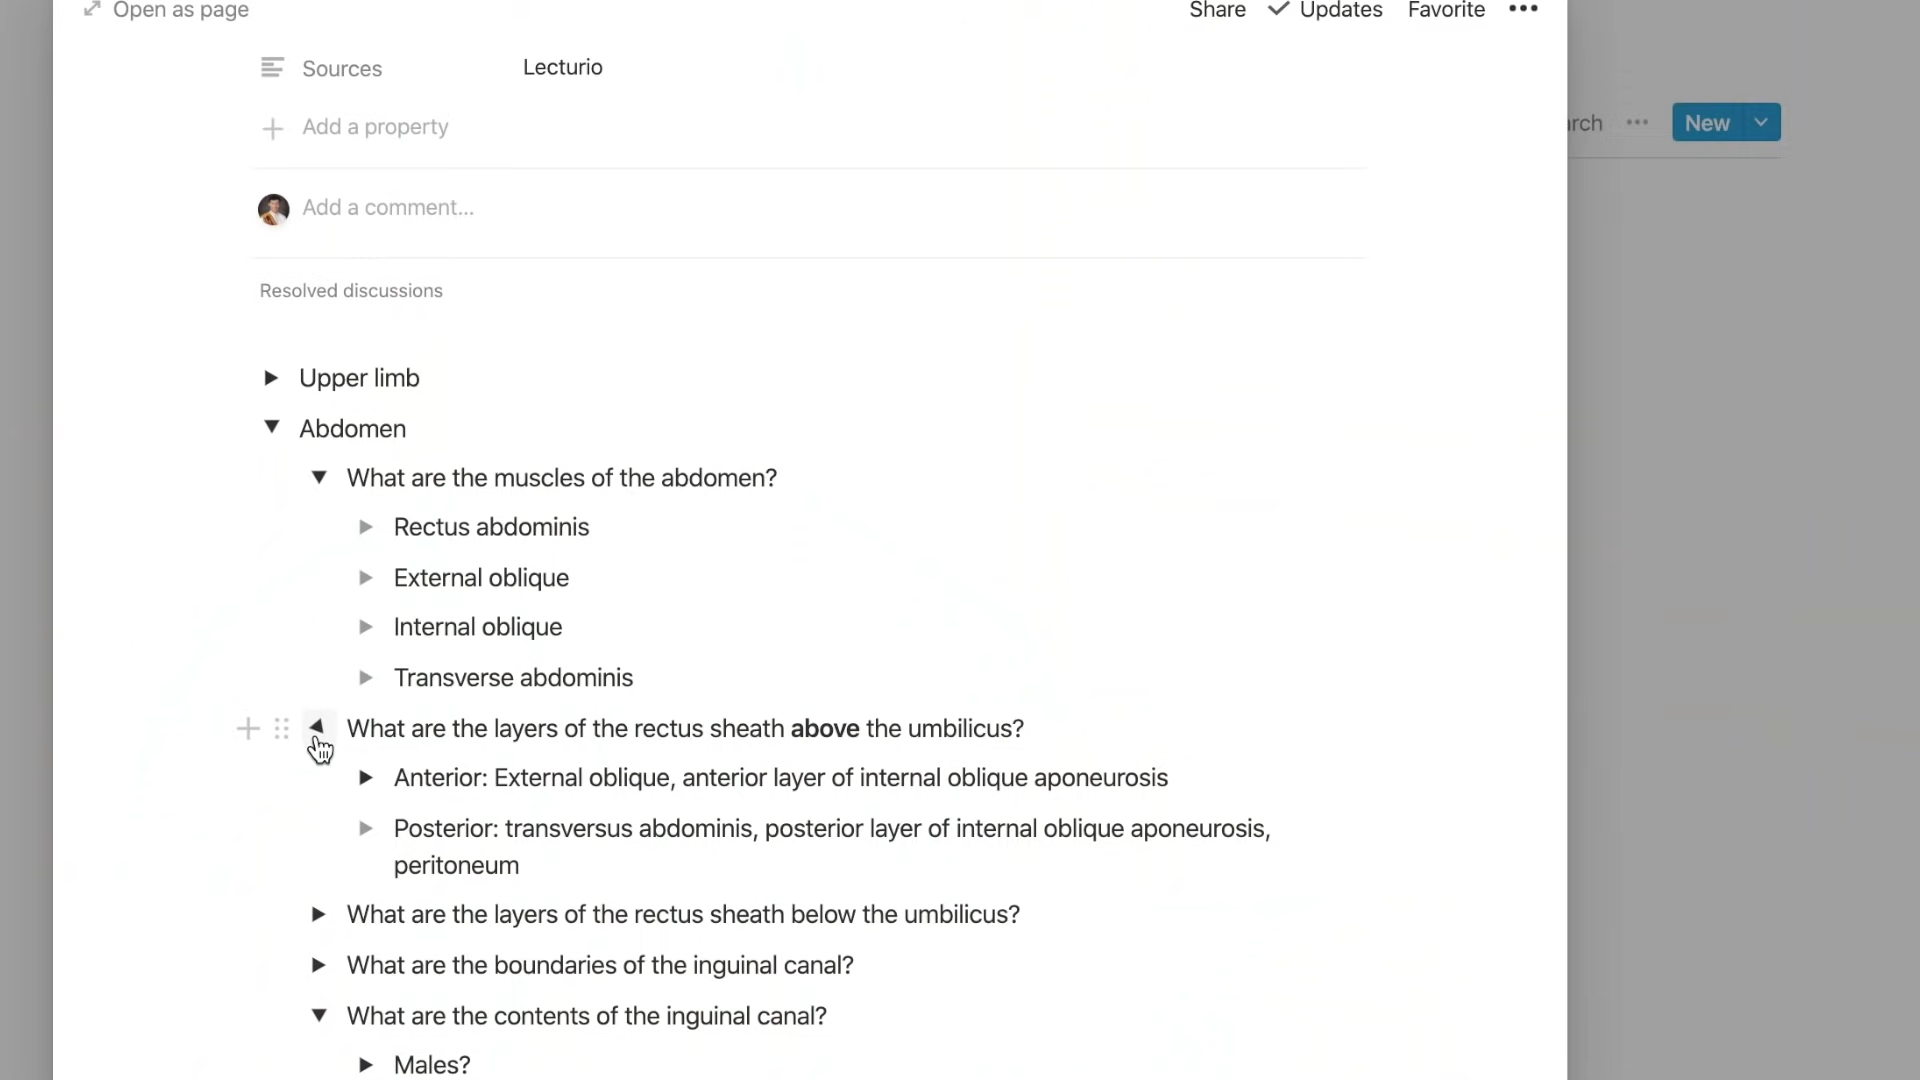 Open as page
Share Updates Favorite
Sources Lecturio
Add a property
New
Add a comment...
Resolved discussions
Upper limb
Abdomen
What are the muscles of the abdomen?
Rectus abdominis
External oblique
Internal oblique
Transverse abdominis
What are the layers of the rectus sheath above the umbilicus?
Anterior: External oblique, anterior layer of internal oblique aponeurosis
Posterior: transversus abdominis, posterior layer of internal oblique aponeurosis,
peritoneum
What are the layers of the rectus sheath below the umbilicus?
What are the boundaries of the inguinal canal?
What are the contents of the inguinal canal?
Males?